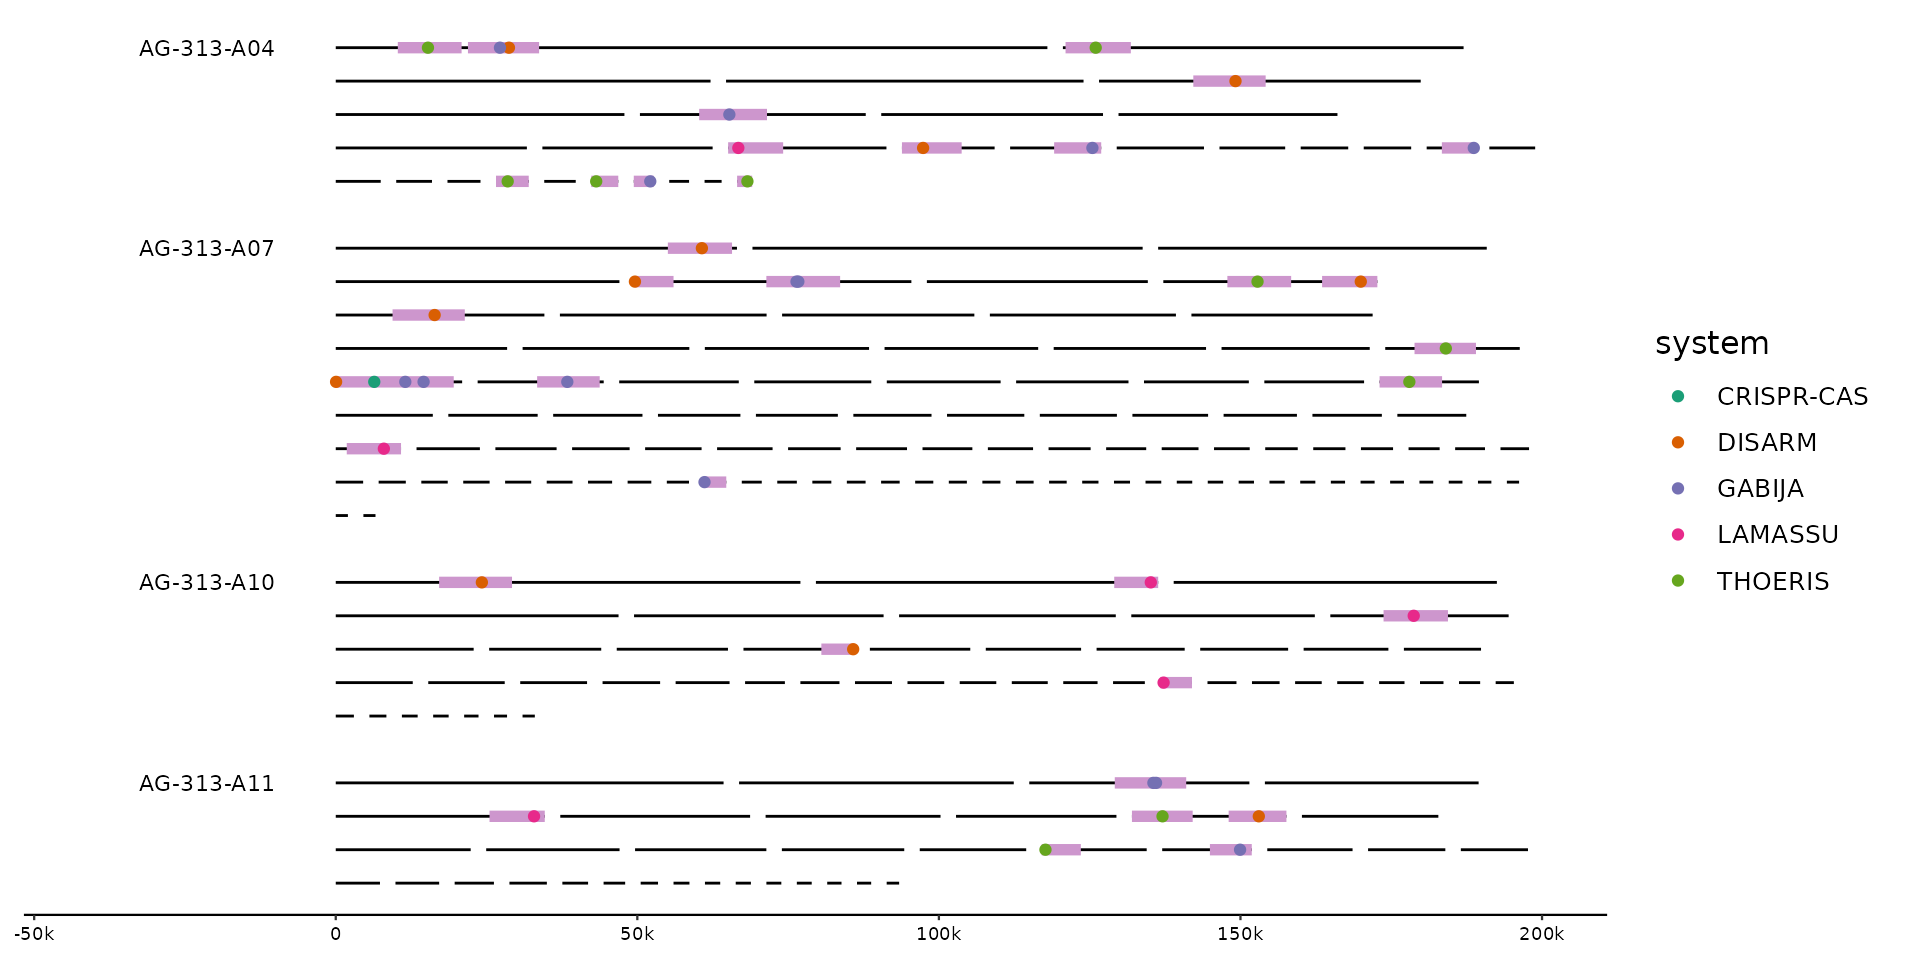 AG-313-A04
AG-313-A07
AG-313-A10
AG-313-A11
system
CRISPR-CAS
DISARM
GABIJA
LAMASSU
THOERIS
-50k 0 50k 100k 150k 200k